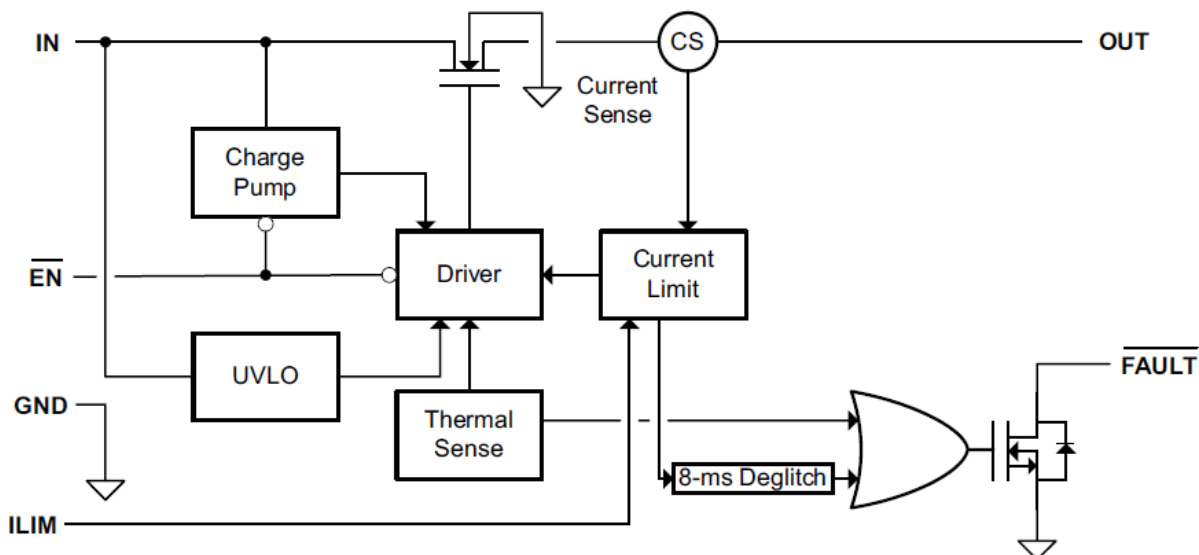 IN
CS
OUT
Current
Sense
Charge
Pump
EN
Driver
Current
Limit
UVLO
FAULT
GND
Thermal
Sense
8-ms Deglitch
ILIM